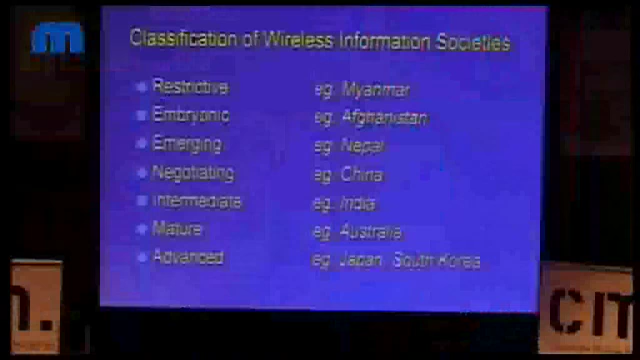 m
Classification of Wireless Information Societies
Restrictive eg. Myanmar
Embryonic eg. Afghanistan
Emerging eg. Nepal
Negotiating eg. China
Intermediate eg. India
Mature eg. Australia
Advanced eg. Japan, South Korea
n.
CIT